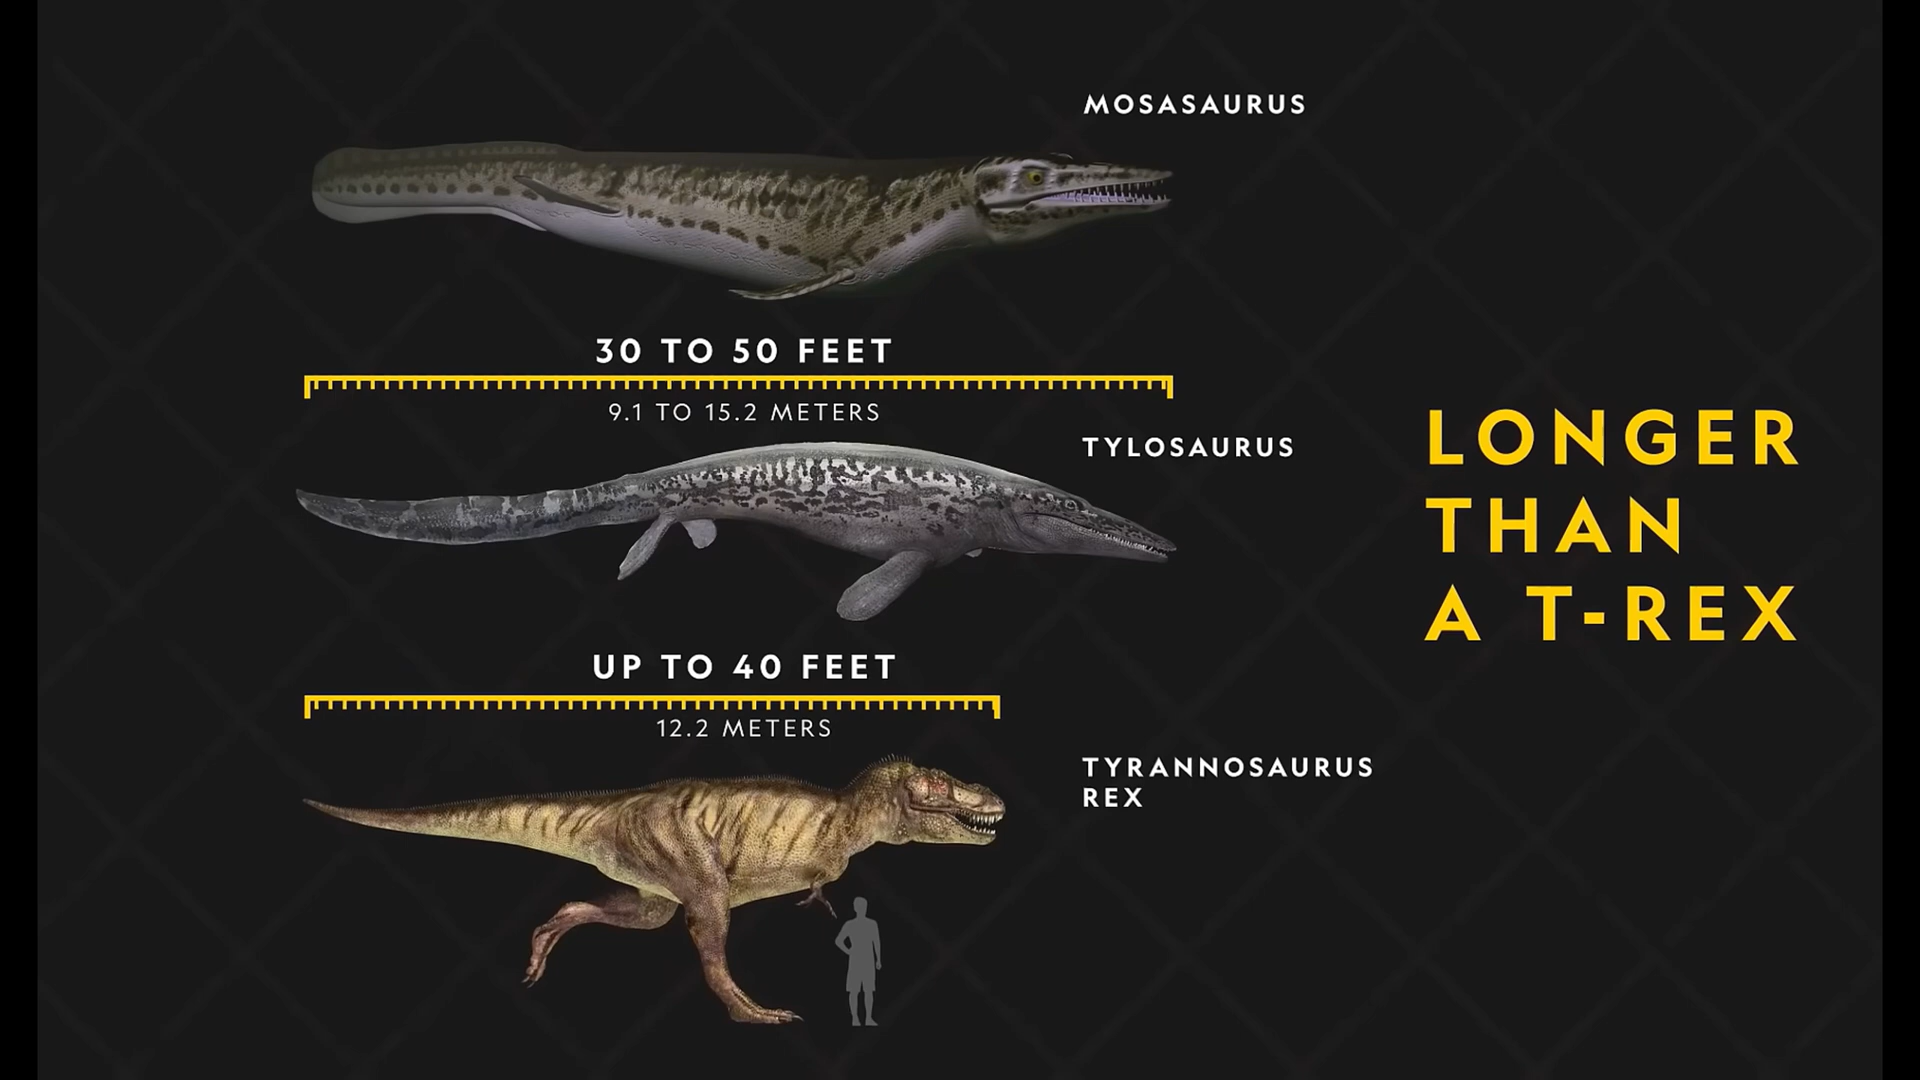 MOSASAURUS
30 TO 50 FEET
9.1 TO 15.2 METERS
TYLOSAURUS
LONGER
THAN
A T-REX
UP TO 40 FEET
12.2 METERS
TYRANNOSAURUS
REX